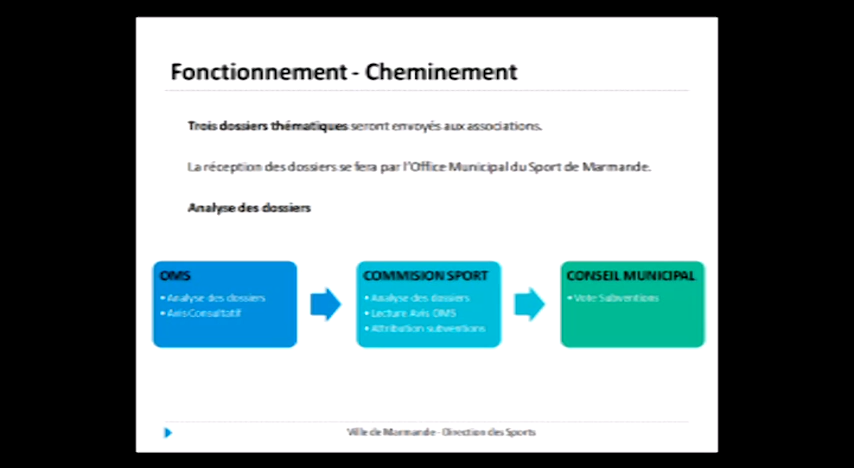 Fonctionnement - Cheminement
Trois dossiers thématiques seront envoyés aux associations.
La réception des dossiers se fera par l'Office Municipal du Sport de Marmande.
Analyse des dossiers
OMS
• Analyse des dossiers
• Avis Consultatif
COMMISION SPORT
• Analyse des dossiers
• Lecture Avis OMS
• Attribution subventions
CONSEIL MUNICIPAL
• Vote Subventions
Ville de Marmande - Direction des Sports